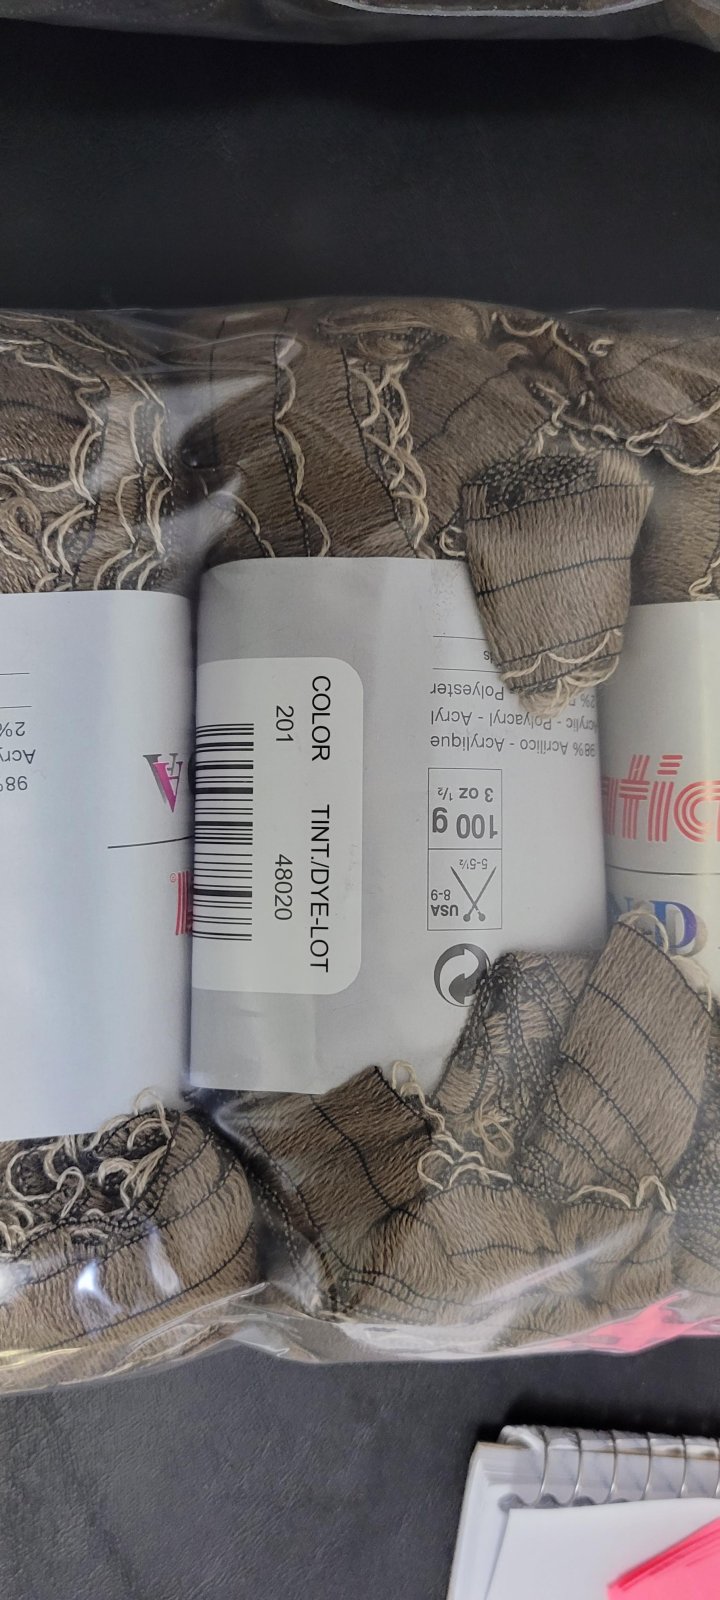 COLOR TINT./DYE-LOT
201 48020
98% Acrilico - Acrylique
Acrylic - Polyacryl - Acryl
2%
Polyester
100 g
3 oz ½
5-5½
USA
8-9
98%
Acry
2%